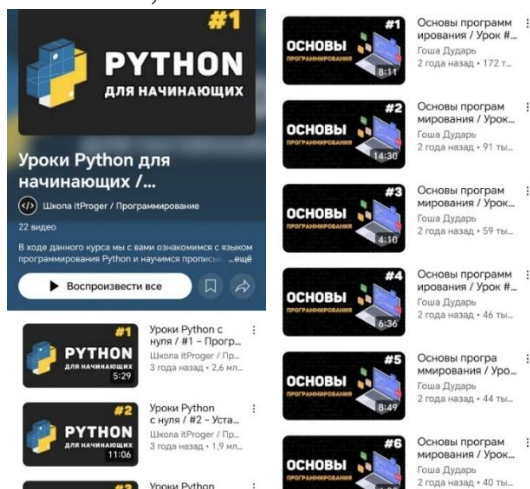 #1
PYTHON
ДЛЯ НАЧИНАЮЩИХ
Уроки Python для
начинающих /...
Школа itProger / Программирование
22 видео
В ходе данного курса мы с вами ознакомимся с языком
программирования Python и научимся прописы ...ещё
Воспроизвести все
#1
PYTHON
ДЛЯ НАЧИНАЮЩИХ
5:29
Уроки Python с
нуля / #1 – Прогр...
Школа itProger / Пр...
3 года назад • 2,6 мл...
#2
PYTHON
ДЛЯ НАЧИНАЮЩИХ
11:06
Уроки Python
с нуля / #2 – Уста...
Школа itProger / Пр...
3 года назад • 1,9 мл...
#3
Уроки Python
#1
ОСНОВЫ
ПРОГРАММИРОВАНИЯ
8:11
Основы программ
ирования / Урок #...
Гоша Дударь
2 года назад • 172 т...
#2
ОСНОВЫ
ПРОГРАММИРОВАНИЯ
14:30
Основы програм
мирования / Урок...
Гоша Дударь
2 года назад • 91 ты...
#3
ОСНОВЫ
ПРОГРАММИРОВАНИЯ
4:10
Основы програм
мирования / Урок...
Гоша Дударь
2 года назад • 59 ты...
#4
ОСНОВЫ
ПРОГРАММИРОВАНИЯ
6:36
Основы программ
ирования / Урок #...
Гоша Дударь
2 года назад • 46 ты...
#5
ОСНОВЫ
ПРОГРАММИРОВАНИЯ
8:49
Основы програ
ммирования / Уро...
Гоша Дударь
2 года назад • 44 ты...
#6
ОСНОВЫ
ПРОГРАММИРОВАНИЯ
Основы програм
мирования / Урок...
Гоша Дударь
2 года назад • 40 ты...